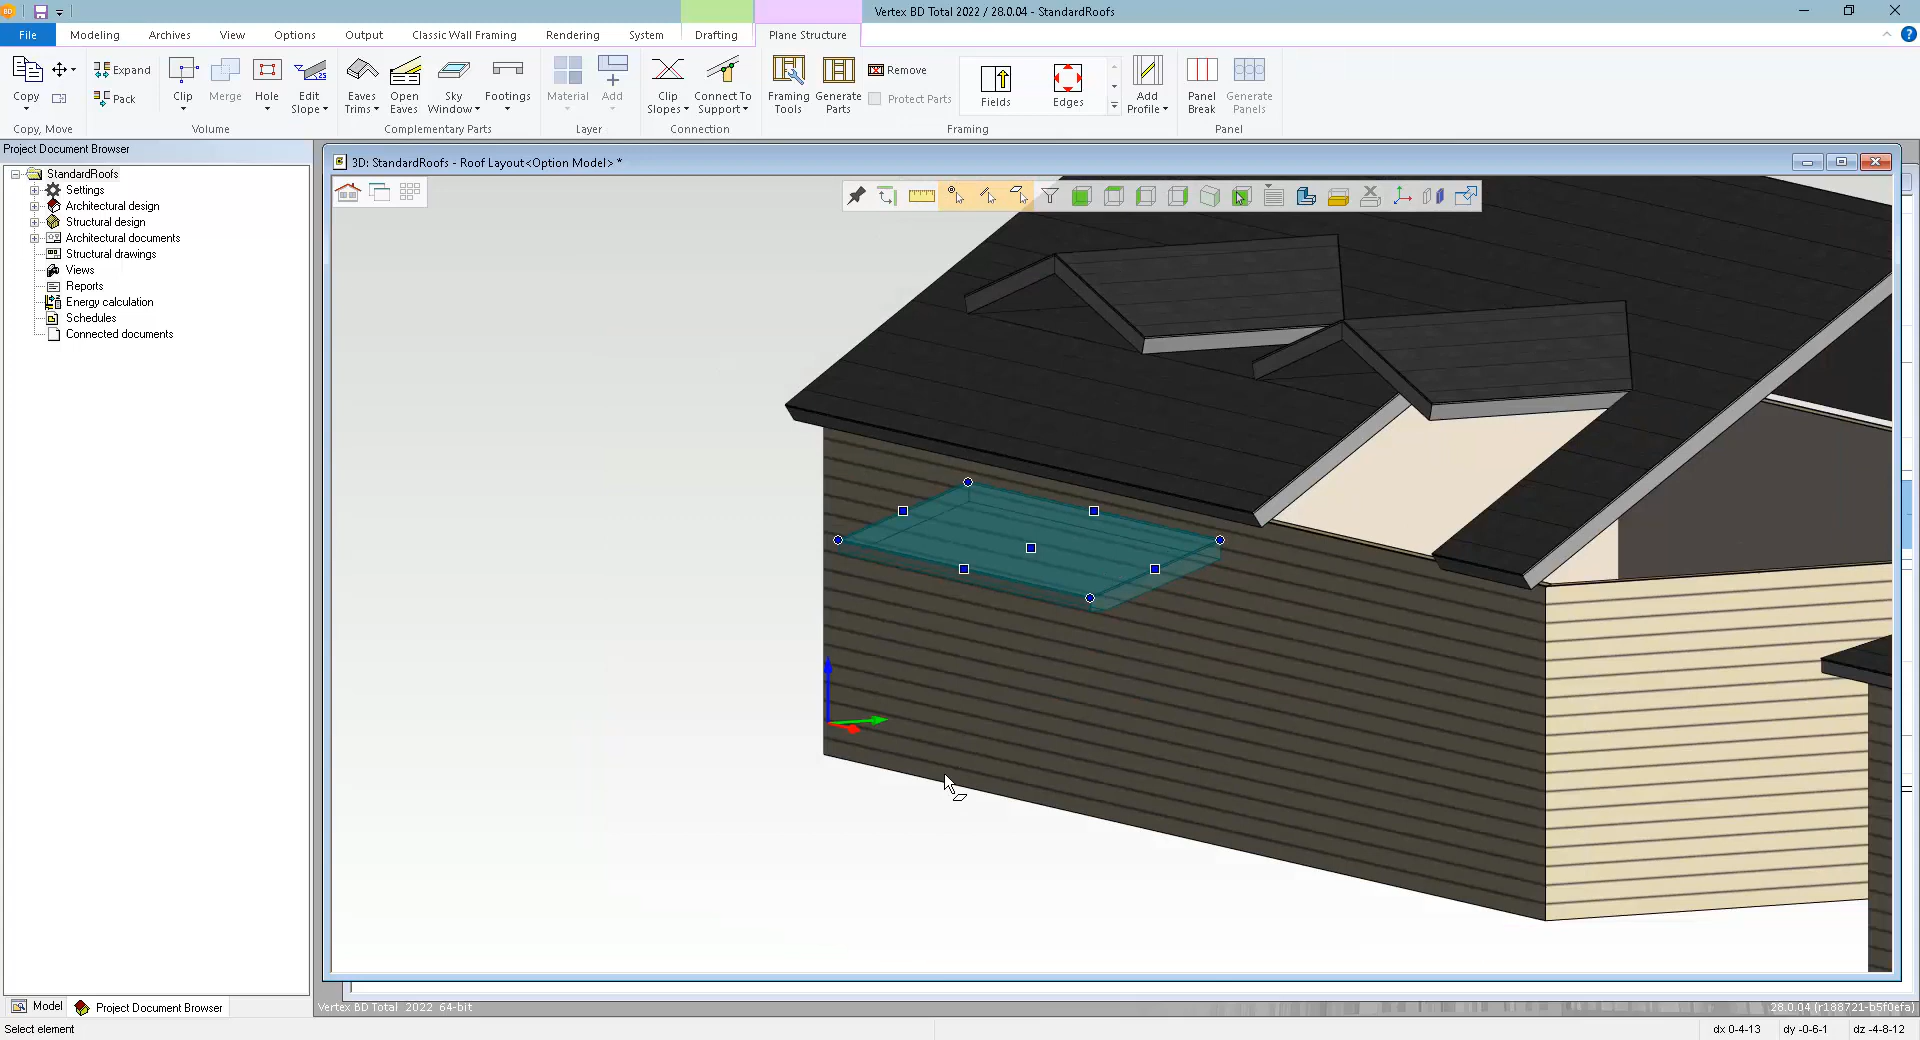 BD
Vertex BD Total 2022 / 28.0.04 - StandardRoofs
File Modeling Archives View Options Output Classic Wall Framing Rendering System Drafting Plane Structure
Expand
Pack
Remove
Protect Parts
Copy
Clip
Merge
Hole
Edit Slope
Eaves Trims
Open Eaves
Sky Window
Footings
Material
Add
Clip Slopes
Connect To Support
Framing Tools
Generate Parts
Fields
Edges
Add Profile
Panel Break
Generate Panels
Copy, Move
Volume
Complementary Parts
Layer
Connection
Framing
Panel
Project Document Browser
3D: StandardRoofs - Roof Layout<Option Model> *
StandardRoofs
Settings
Architectural design
Structural design
Architectural documents
Structural drawings
Views
Reports
Energy calculation
Schedules
Connected documents
Model Project Document Browser
Vertex BD Total 2022 64-bit
28.0.04 (r188721-b5f0efa)
Select element
dx 0-4-13 dy -0-6-1 dz -4-8-12